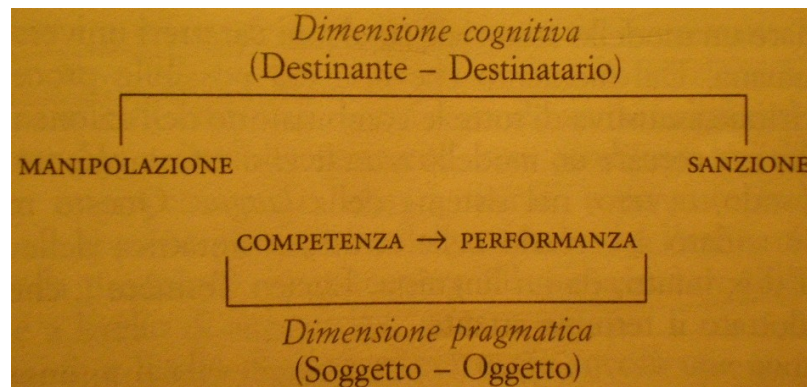 Dimensione cognitiva
(Destinante – Destinatario)
MANIPOLAZIONE SANZIONE
COMPETENZA → PERFORMANZA
Dimensione pragmatica
(Soggetto – Oggetto)